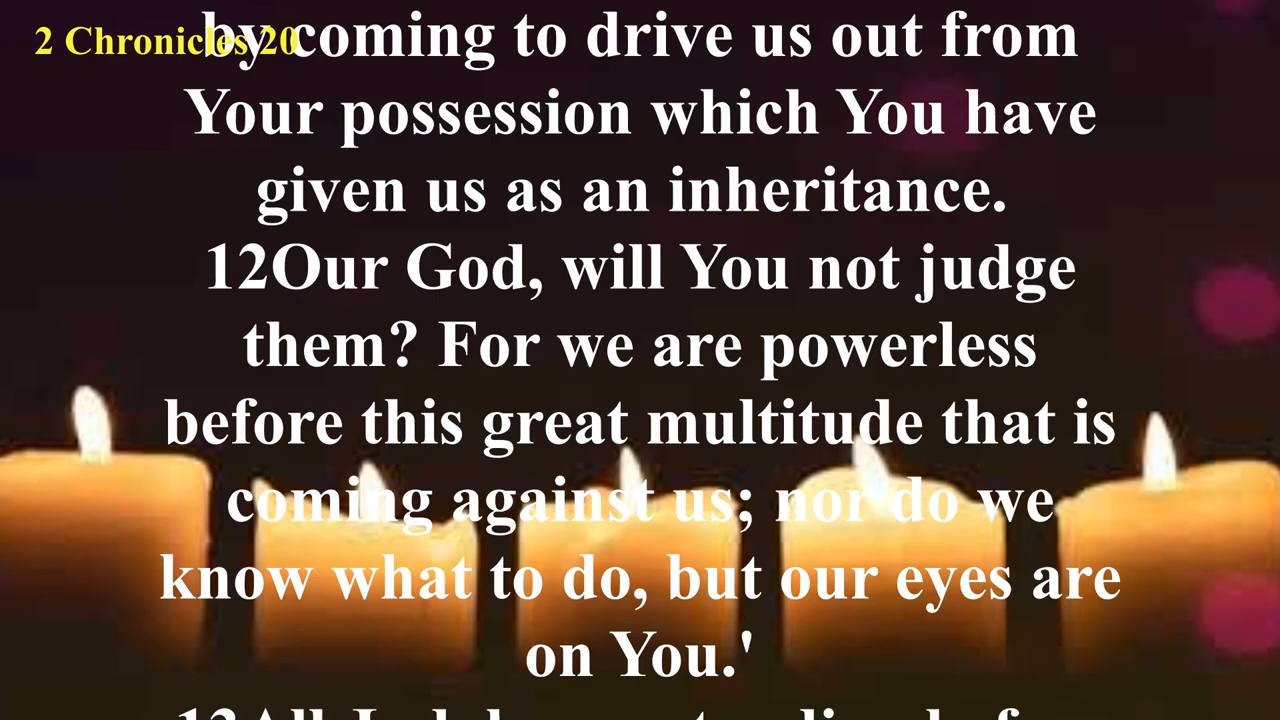 2 Chronicles 20
by coming to drive us out from
Your possession which You have
given us as an inheritance.
12Our God, will You not judge
them? For we are powerless
before this great multitude that is
coming against us; nor do we
know what to do, but our eyes are
on You.'